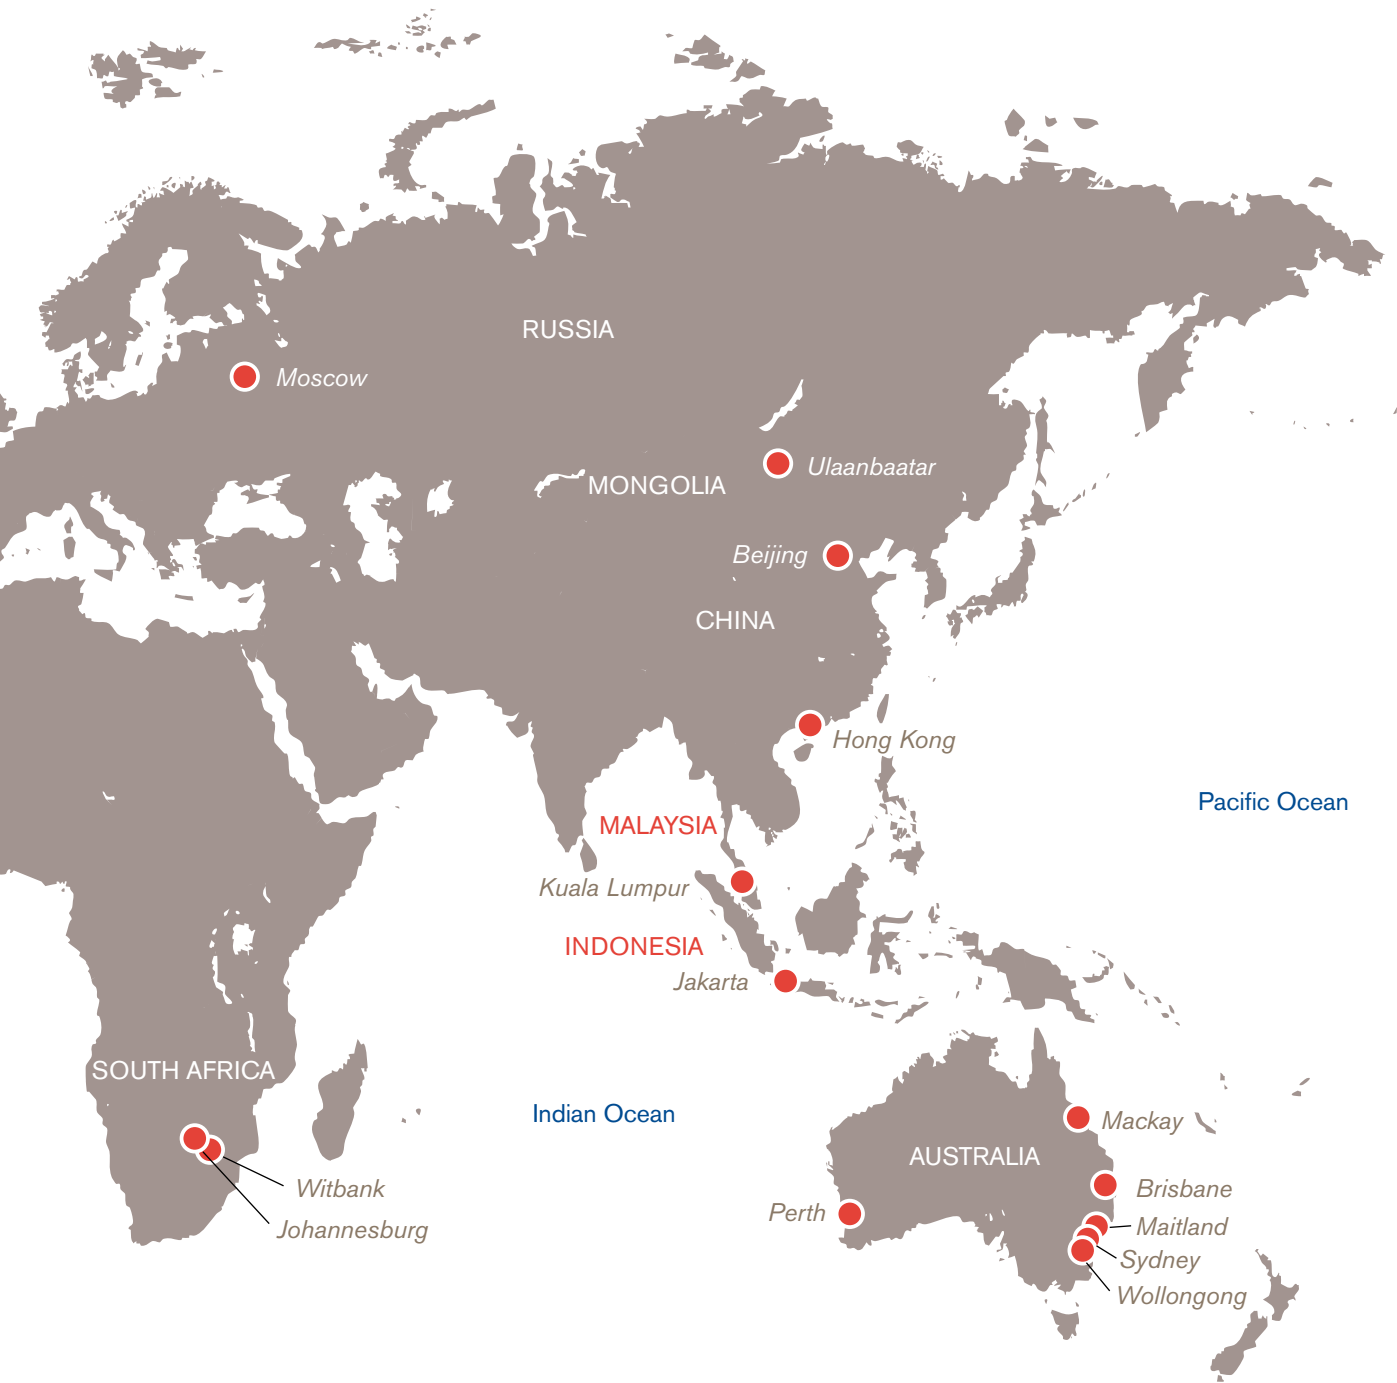 RUSSIA
Moscow
Ulaanbaatar
MONGOLIA
Beijing
CHINA
Hong Kong
Pacific Ocean
MALAYSIA
Kuala Lumpur
INDONESIA
Jakarta
SOUTH AFRICA
Indian Ocean
Mackay
AUSTRALIA
Witbank
Brisbane
Perth
Maitland
Johannesburg
Sydney
Wollongong